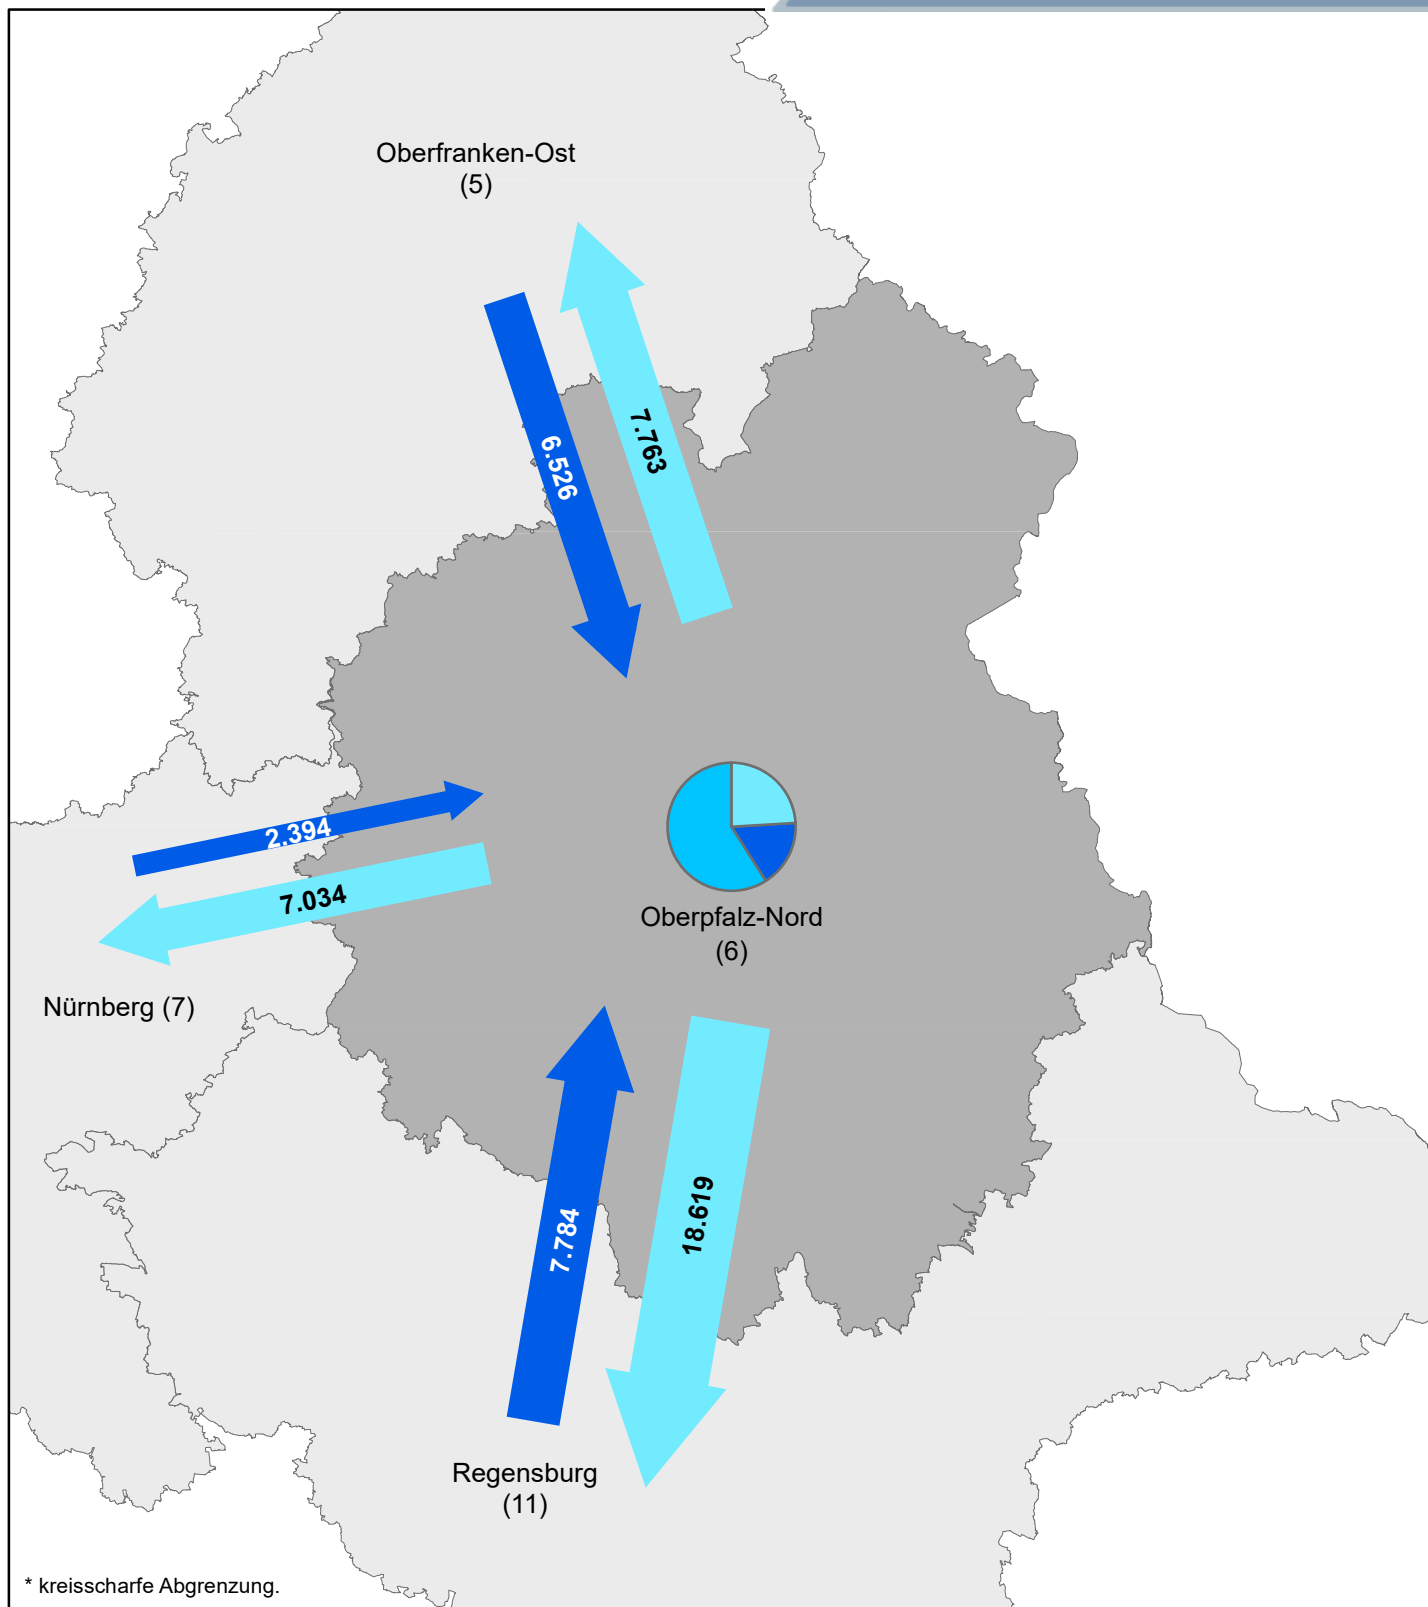 Oberfranken-Ost
(5)
7.763
6.526
2.394
7.034
Oberpfalz-Nord
(6)
Nürnberg (7)
18.619
7.784
Regensburg
(11)
* kreisscharfe Abgrenzung.